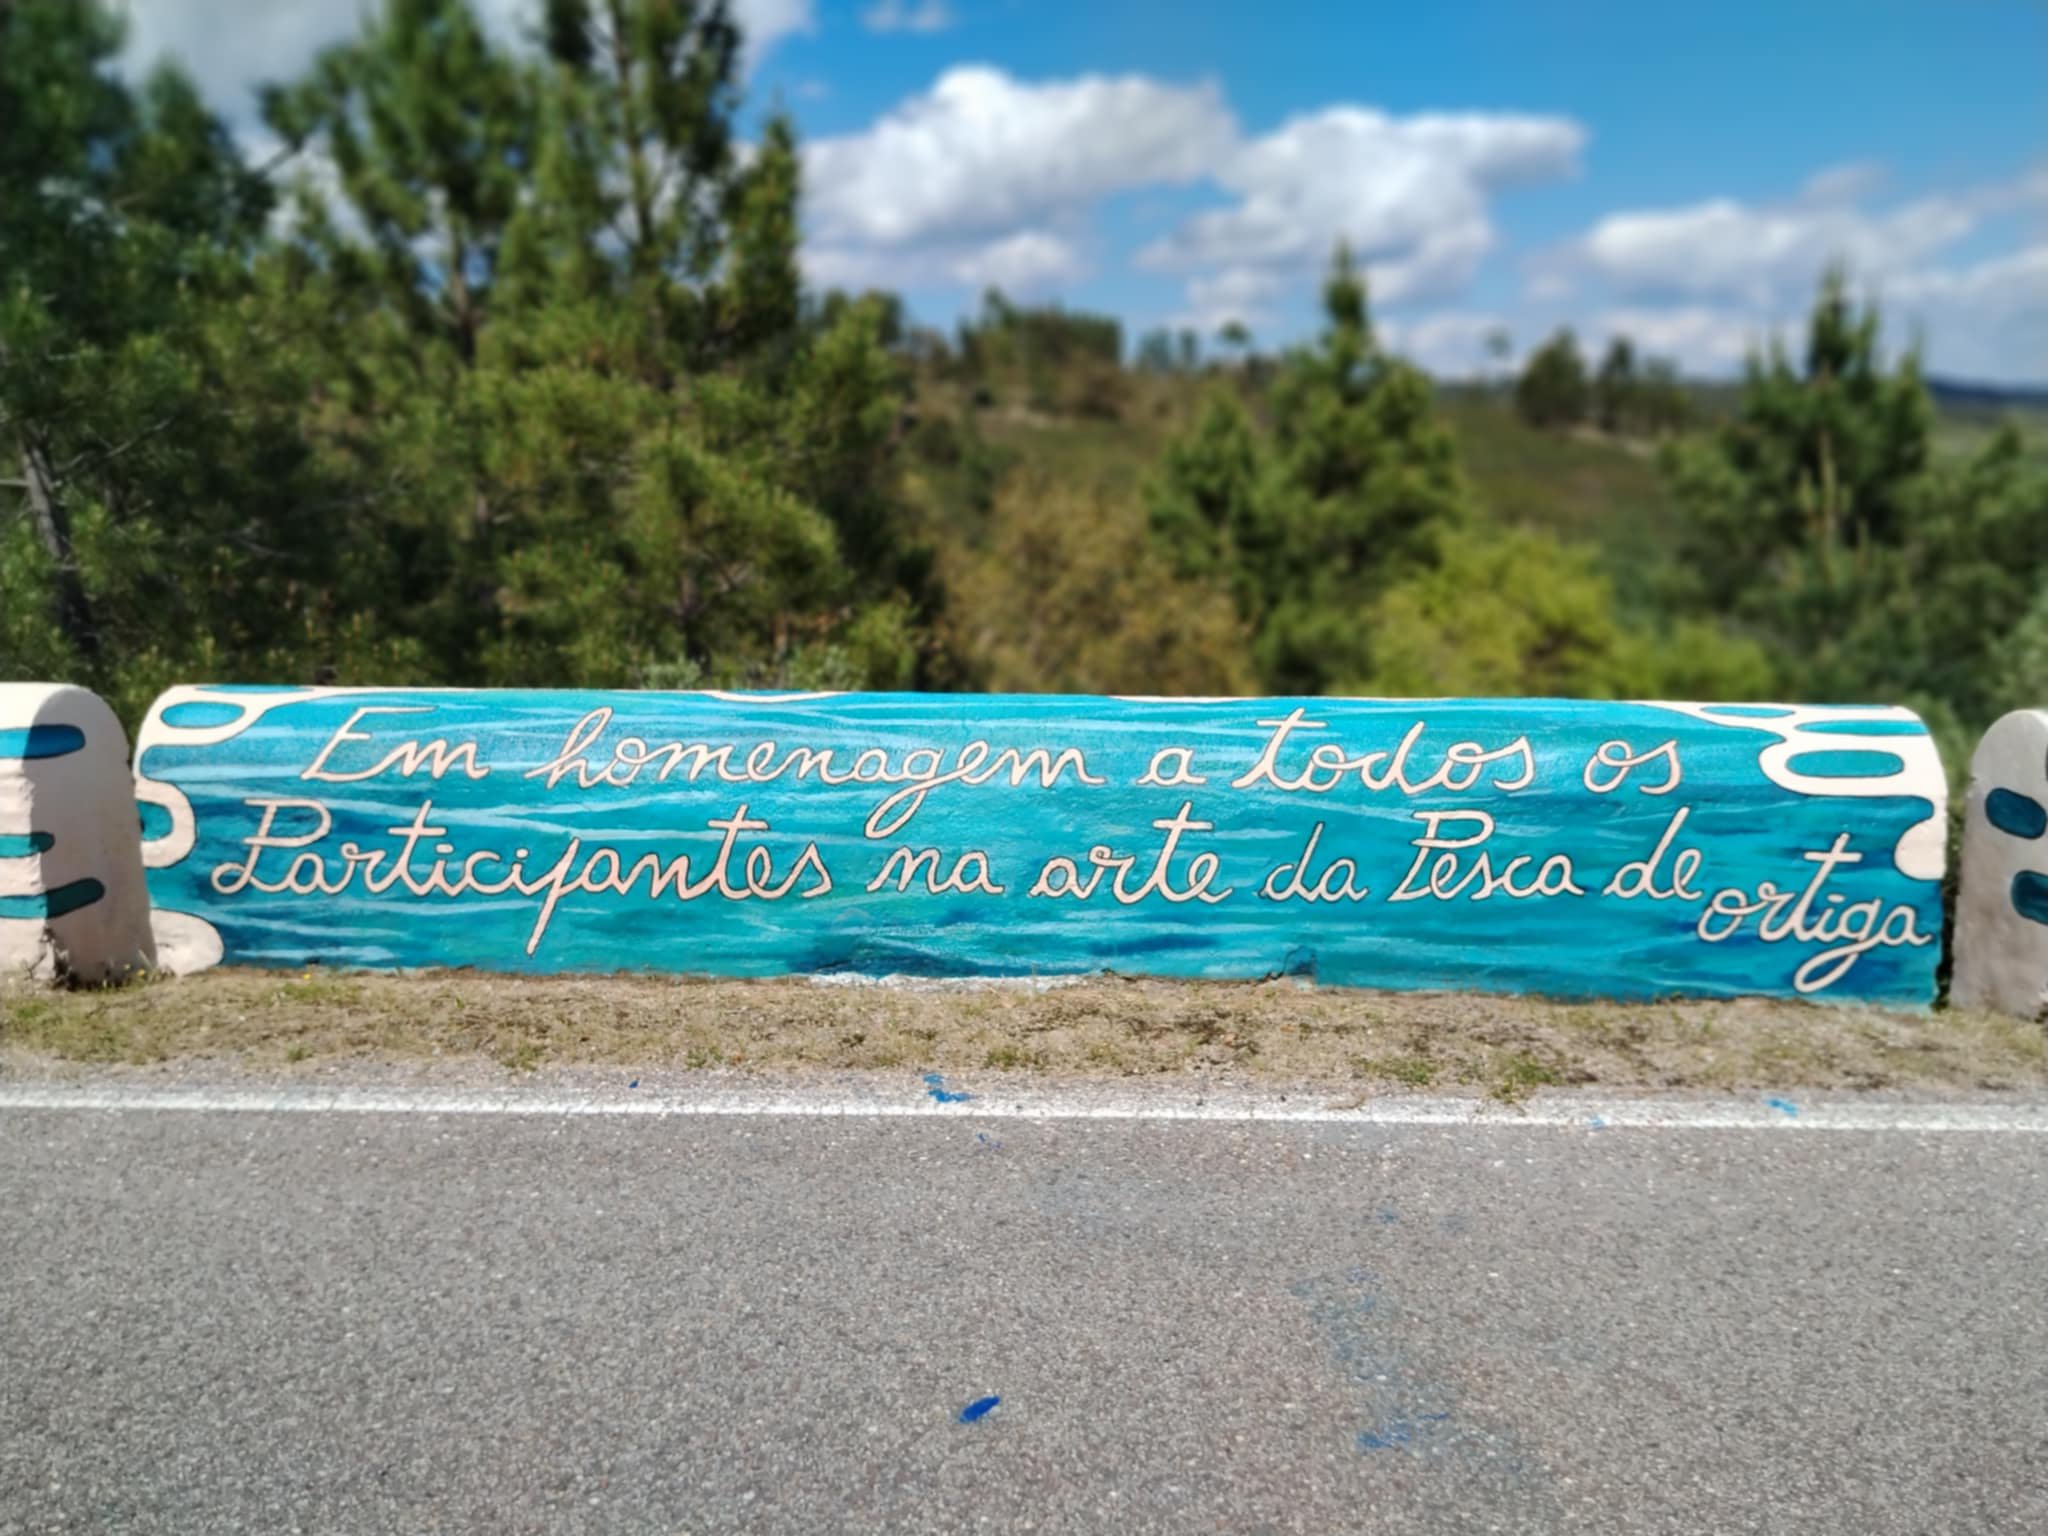 Em homenagem a todos os
Participantes na arte da Pesca de
ortiga